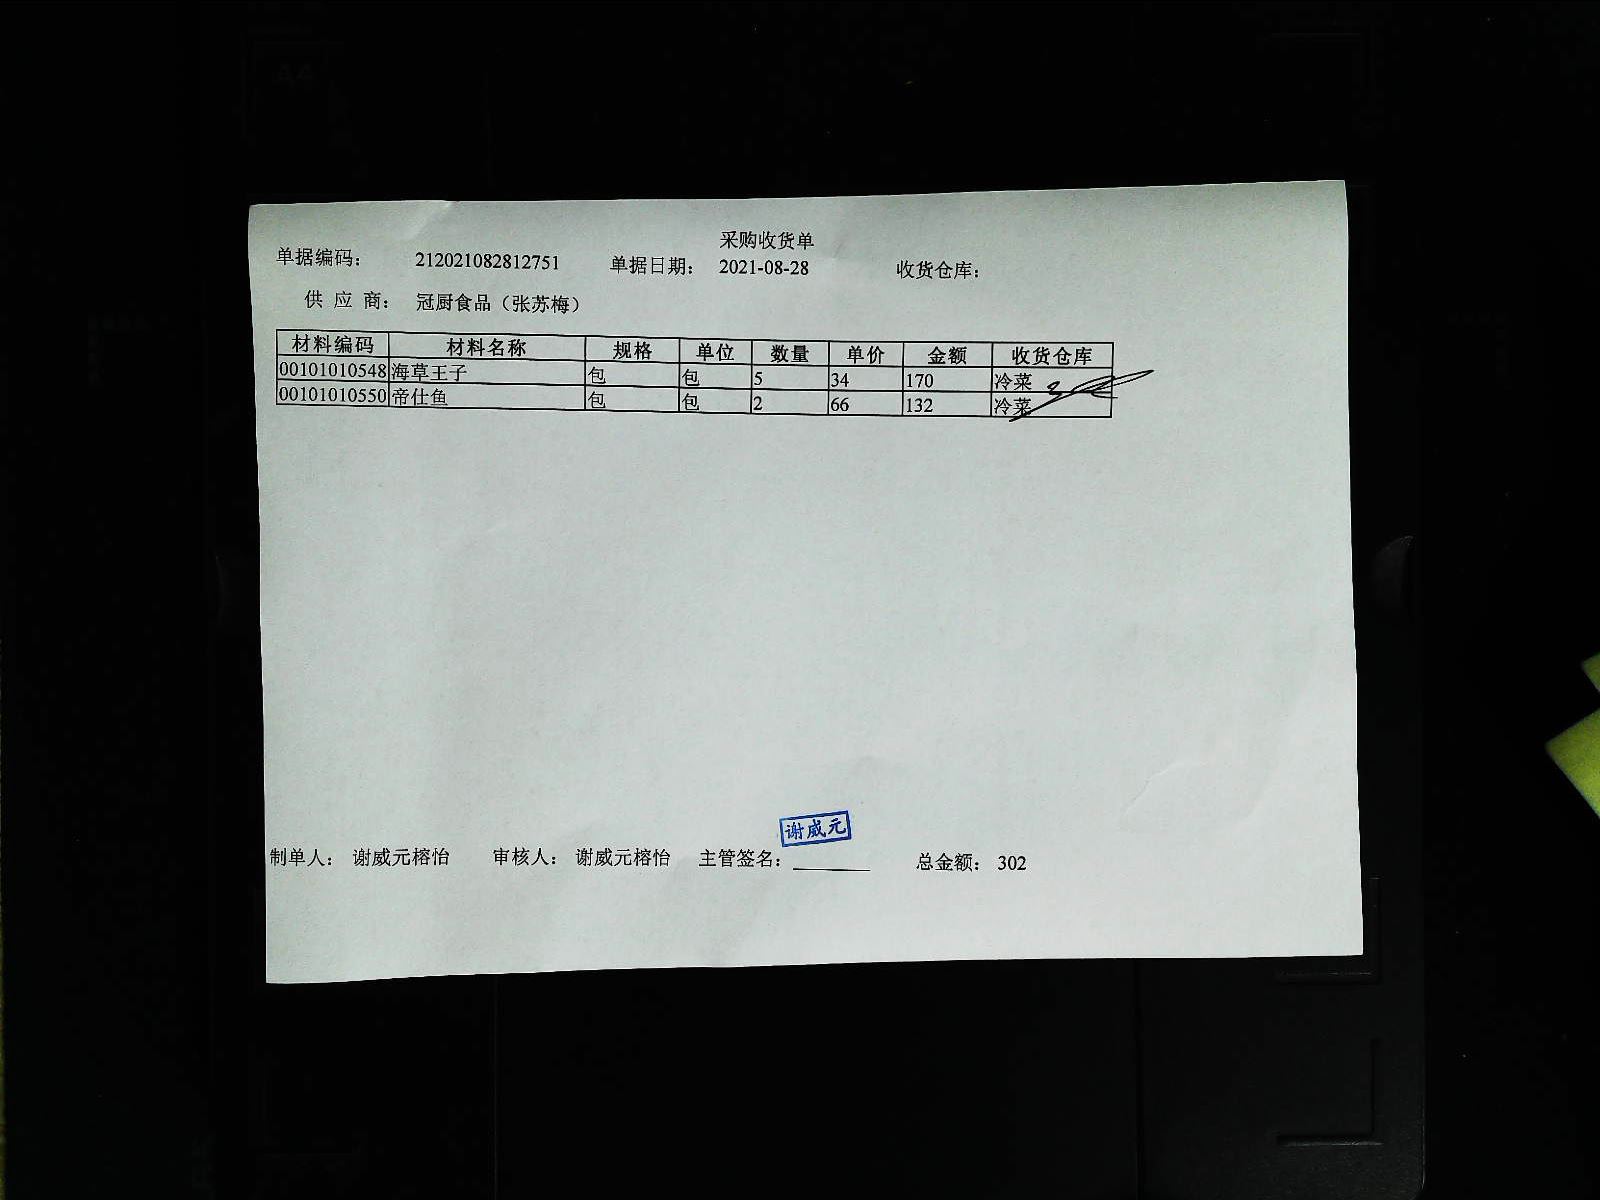 采购收货单
单据编码： 212021082812751 单据日期： 2021-08-28 收货仓库：
供 应 商： 冠厨食品（张苏梅）
材料编码 材料名称 规格 单位 数量 单价 金额 收货仓库
00101010548 海草王子 包 包 5 34 170 冷菜
00101010550 帝仕鱼 包 包 2 66 132 冷菜
谢威元
制单人： 谢威元榕怡 审核人： 谢威元榕怡 主管签名： 总金额： 302